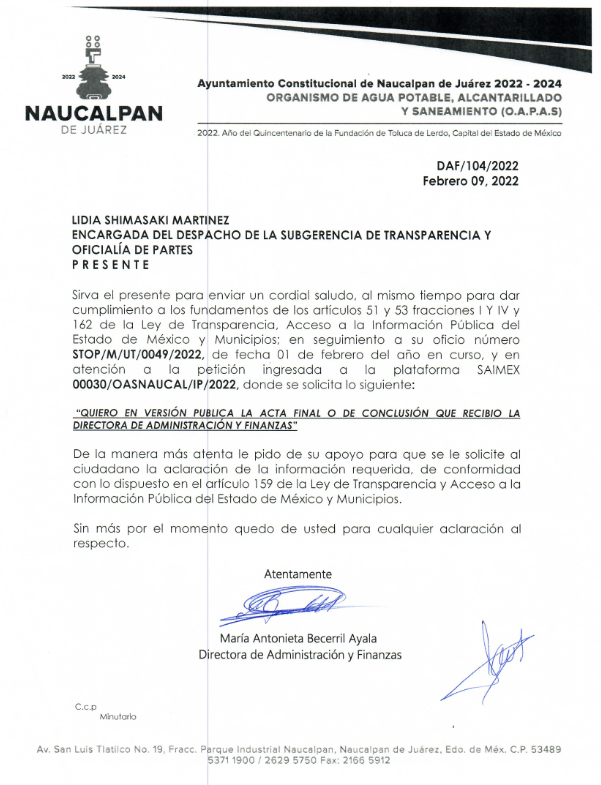 2022 2024
NAUCALPAN
DE JUÁREZ
Ayuntamiento Constitucional de Naucalpan de Juárez 2022 - 2024
ORGANISMO DE AGUA POTABLE, ALCANTARILLADO
Y SANEAMIENTO (O.A.P.A.S)
2022. Año del Quincentenario de la Fundación de Toluca de Lerdo, Capital del Estado de México
DAF/104/2022
Febrero 09, 2022
LIDIA SHIMASAKI MARTINEZ
ENCARGADA DEL DESPACHO DE LA SUBGERENCIA DE TRANSPARENCIA Y
OFICIALÍA DE PARTES
P R E S E N T E
Sirva el presente para enviar un cordial saludo, al mismo tiempo para dar
cumplimiento a los fundamentos de los artículos 51 y 53 fracciones I Y IV y
162 de la Ley de Transparencia, Acceso a la Información Pública del
Estado de México y Municipios; en seguimiento a su oficio número
STOP/M/UT/0049/2022, de fecha 01 de febrero del año en curso, y en
atención a la petición ingresada a la plataforma SAIMEX
00030/OASNAUCAL/IP/2022, donde se solicita lo siguiente:
"QUIERO EN VERSIÓN PUBLICA LA ACTA FINAL O DE CONCLUSIÓN QUE RECIBIO LA
DIRECTORA DE ADMINISTRACIÓN Y FINANZAS"
De la manera más atenta le pido de su apoyo para que se le solicite al
ciudadano la aclaración de la información requerida, de conformidad
con lo dispuesto en el artículo 159 de la Ley de Transparencia y Acceso a la
Información Pública del Estado de México y Municipios.
Sin más por el momento quedo de usted para cualquier aclaración al
respecto.
Atentamente
María Antonieta Becerril Ayala
Directora de Administración y Finanzas
C.c.p
Minutario
Av. San Luis Tlatilco No. 19, Fracc. Parque Industrial Naucalpan, Naucalpan de Juárez, Edo. de Méx. C.P. 53489
5371 1900 / 2629 5750 Fax: 2166 5912